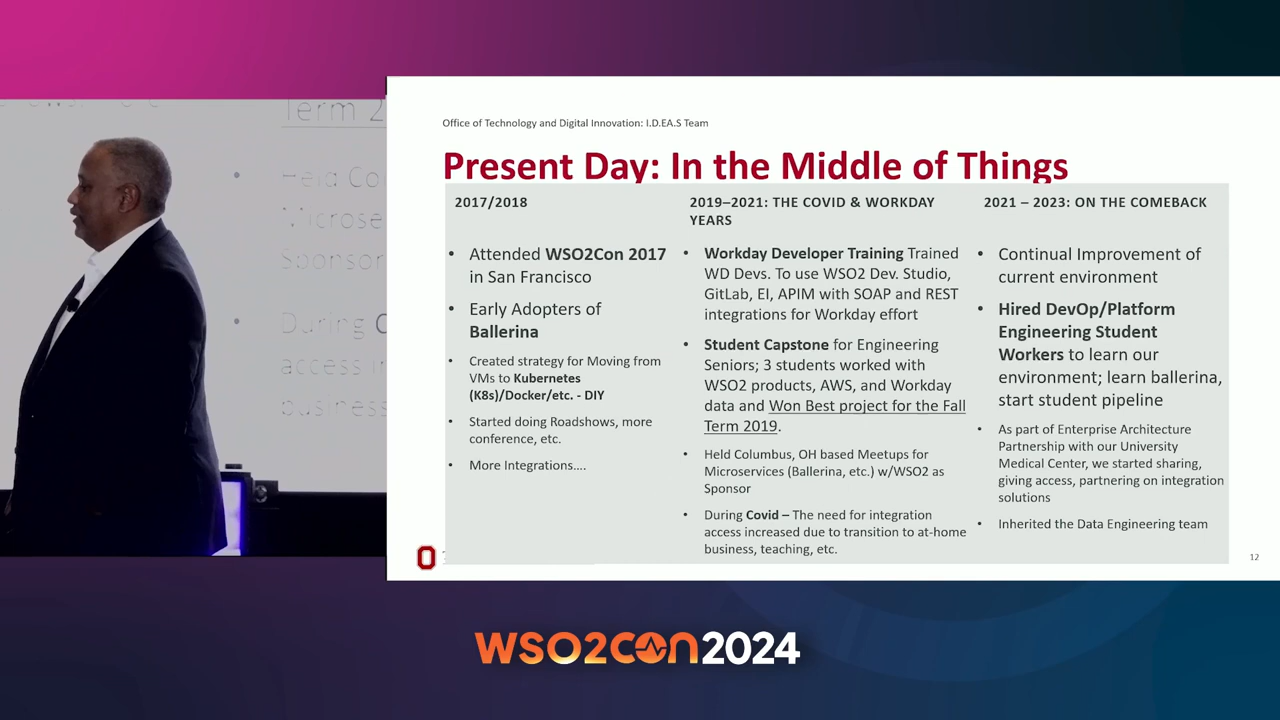 Term 2
Held Co
Microse
Sponsor
During C
access i
busines
Office of Technology and Digital Innovation: I.D.EA.S Team
Present Day: In the Middle of Things
2017/2018
• Attended WSO2Con 2017
in San Francisco
• Early Adopters of
Ballerina
• Created strategy for Moving from
VMs to Kubernetes
(K8s)/Docker/etc. - DIY
• Started doing Roadshows, more
conference, etc.
• More Integrations....
2019–2021: THE COVID & WORKDAY
YEARS
• Workday Developer Training Trained
WD Devs. To use WSO2 Dev. Studio,
GitLab, EI, APIM with SOAP and REST
integrations for Workday effort
• Student Capstone for Engineering
Seniors; 3 students worked with
WSO2 products, AWS, and Workday
data and Won Best project for the Fall
Term 2019.
• Held Columbus, OH based Meetups for
Microservices (Ballerina, etc.) w/WSO2 as
Sponsor
• During Covid – The need for integration
access increased due to transition to at-home
business, teaching, etc.
2021 – 2023: ON THE COMEBACK
• Continual Improvement of
current environment
• Hired DevOp/Platform
Engineering Student
Workers to learn our
environment; learn ballerina,
start student pipeline
• As part of Enterprise Architecture
Partnership with our University
Medical Center, we started sharing,
giving access, partnering on integration
solutions
• Inherited the Data Engineering team
O
12
WSO2CON2024